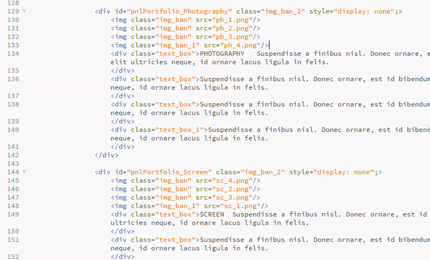 128
129 <div id="pnlPortfolio_Photography" class="img_ban_2" style="display: none";>
130 <img class="img_ban" src="ph_1.png"/>
131 <img class="img_ban" src="ph_2.png"/>
132 <img class="img_ban" src="ph_3.png"/>
133 <img class="img_ban_1" src="ph_4.png"/>
134 <div class="text_box">PHOTOGRAPHY Suspendisse a finibus nisl. Donec ornare, e
elit ultricies neque, id ornare lacus ligula in felis.
135 </div>
136 <div class="text_box">Suspendisse a finibus nisl. Donec ornare, est id bibendum
neque, id ornare lacus ligula in felis.
137 </div>
138 <div class="text_box">Suspendisse a finibus nisl. Donec ornare, est id bibendum
neque, id ornare lacus ligula in felis.
139 </div>
140 <div class="text_box_1">Suspendisse a finibus nisl. Donec ornare, est id bibend
neque, id ornare lacus ligula in felis.
141 </div>
142 </div>
143
144 <div id="pnlPortfolio_Screen" class="img_ban_2" style="display: none";>
145 <img class="img_ban" src="sc_4.png"/>
146 <img class="img_ban" src="sc_2.png"/>
147 <img class="img_ban" src="sc_3.png"/>
148 <img class="img_ban_1" src="sc_1.png"/>
149 <div class="text_box">SCREEN Suspendisse a finibus nisl. Donec ornare, est id
ultricies neque, id ornare lacus ligula in felis.
150 </div>
151 <div class="text_box">Suspendisse a finibus nisl. Donec ornare, est id bibendum
neque, id ornare lacus ligula in felis.
152 </div>